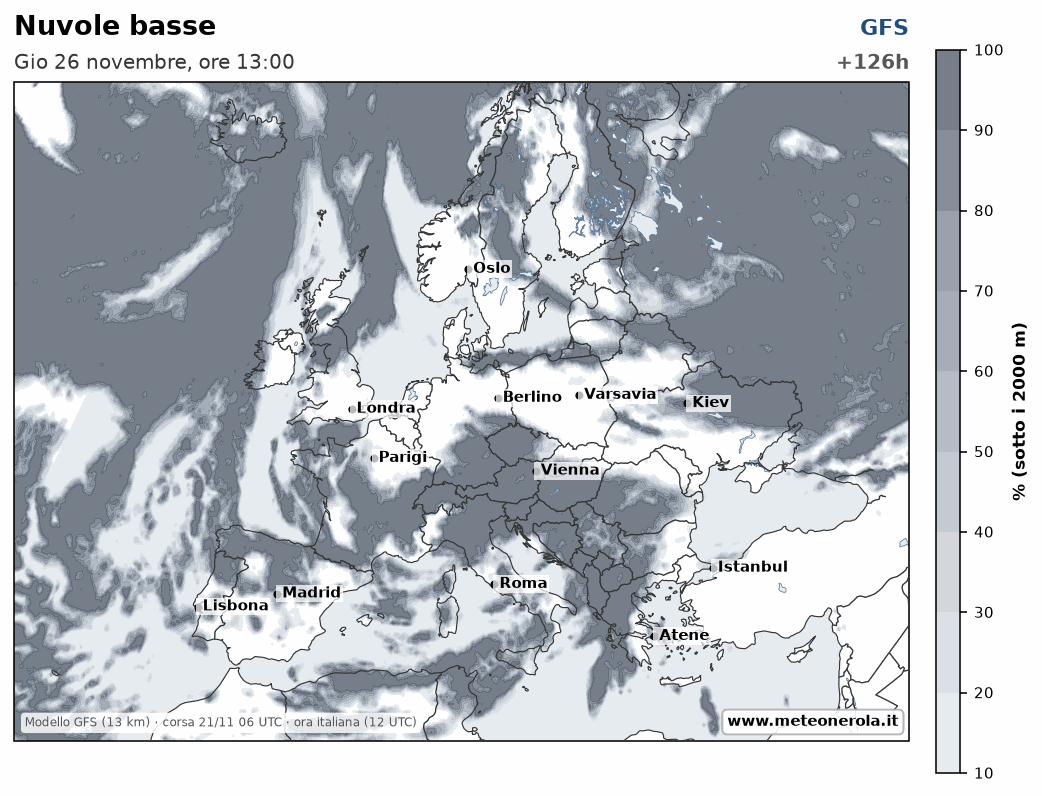 Nuvole basse
GFS
Gio 26 novembre, ore 13:00
+126h
100
90
80
70
60
50
40
30
20
10
% (sotto i 2000 m)
Oslo
Londra
Berlino
Varsavia
Kiev
Parigi
Vienna
Istanbul
Roma
Madrid
Lisbona
Atene
Modello GFS (13 km) · corsa 21/11 06 UTC · ora italiana (12 UTC)
www.meteonerola.it